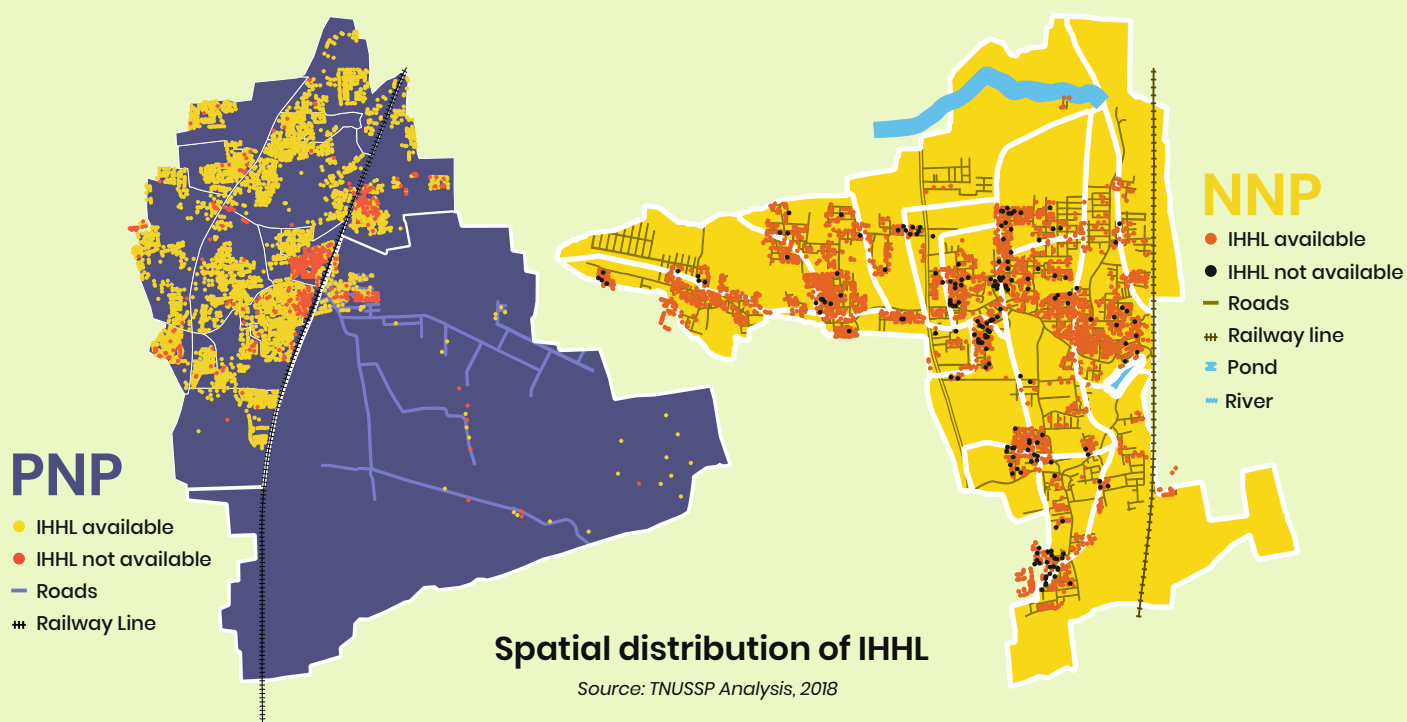 PNP
IHHL available
IHHL not available
Roads
Railway Line
NNP
IHHL available
IHHL not available
Roads
Railway line
Pond
River
Spatial distribution of IHHL
Source: TNUSSP Analysis, 2018